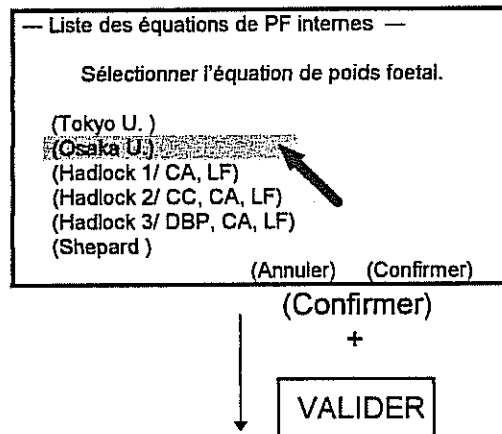 — Liste des équations de PF internes —
Sélectionner l'équation de poids foetal.
(Tokyo U. )
(Osaka U.)
(Hadlock 1/ CA, LF)
(Hadlock 2/ CC, CA, LF)
(Hadlock 3/ DBP, CA, LF)
(Shepard )
(Annuler) (Confirmer)
(Confirmer)
+
VALIDER